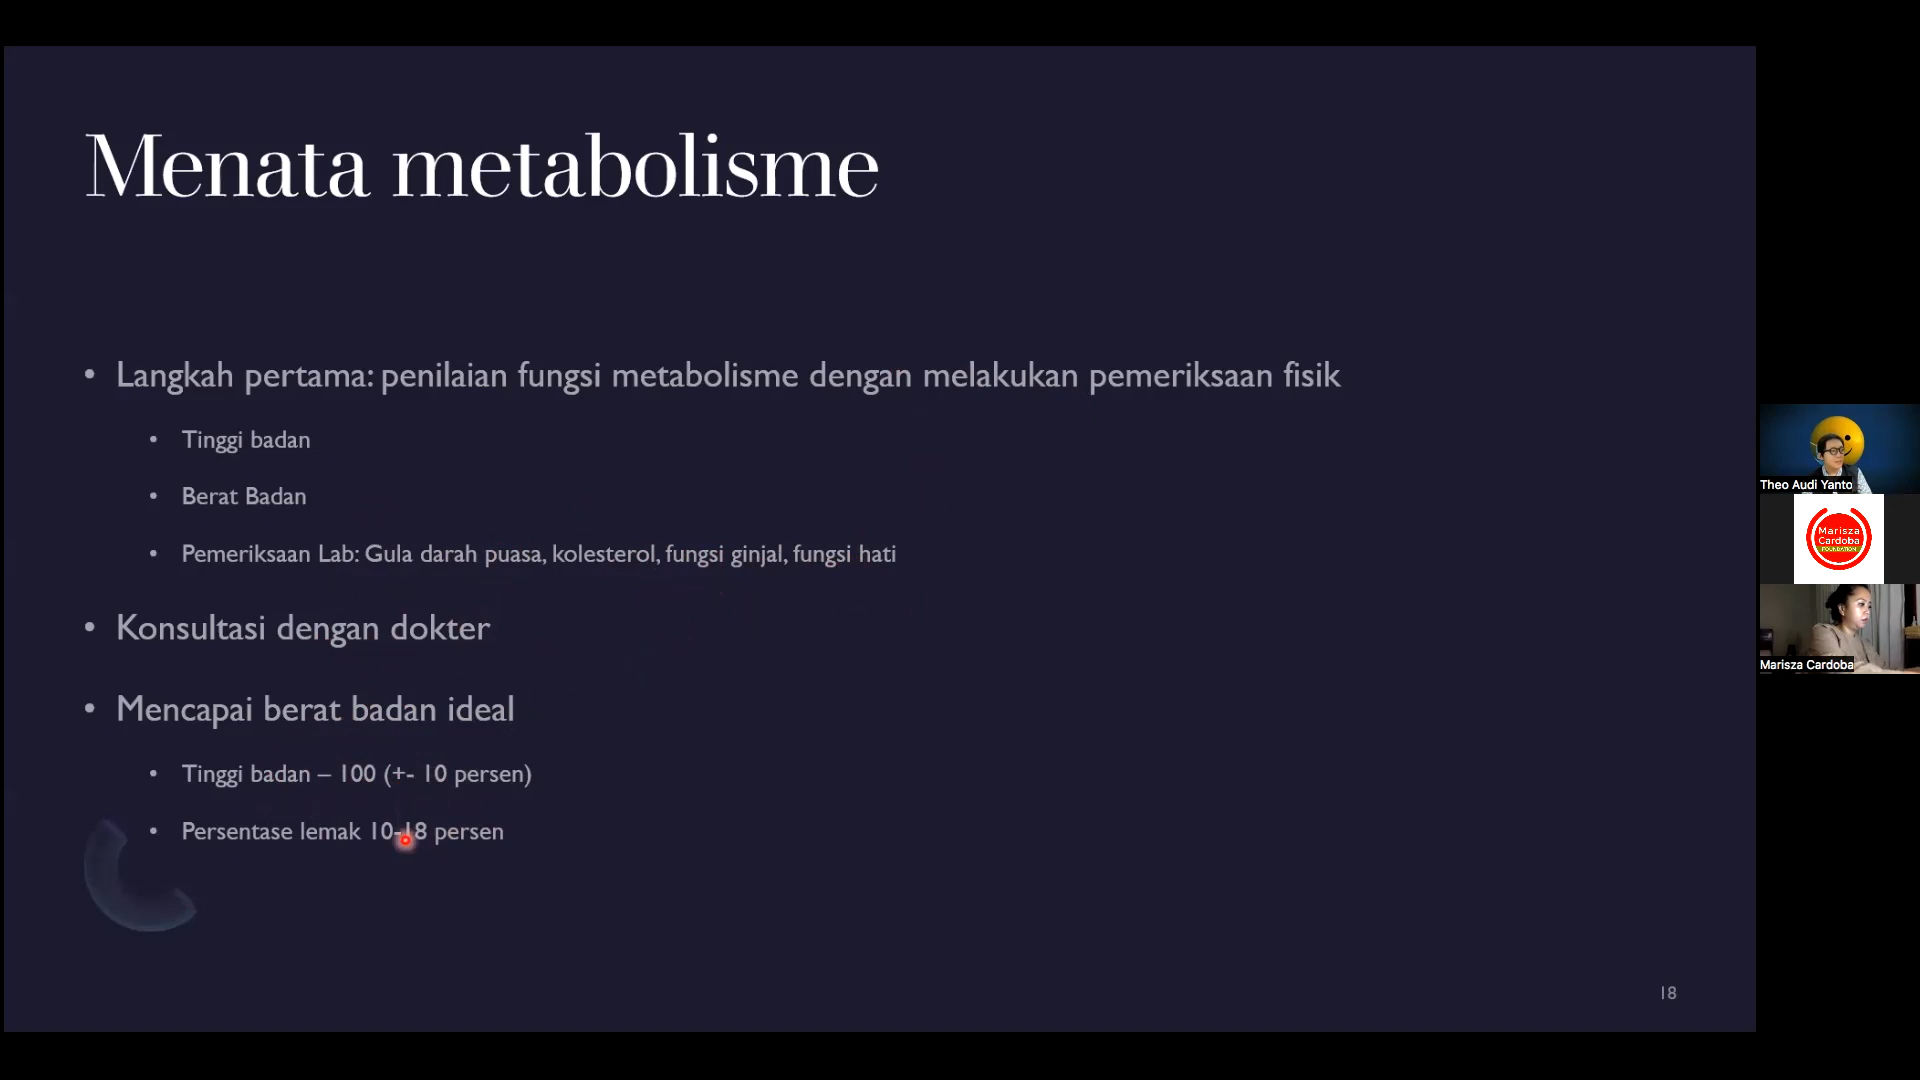 Menata metabolisme
• Langkah pertama: penilaian fungsi metabolisme dengan melakukan pemeriksaan fisik
• Tinggi badan
• Berat Badan
• Pemeriksaan Lab: Gula darah puasa, kolesterol, fungsi ginjal, fungsi hati
• Konsultasi dengan dokter
• Mencapai berat badan ideal
• Tinggi badan – 100 (+- 10 persen)
• Persentase lemak 10-18 persen
18
Theo Audi Yanto
Marisza
Cardoba
FOUNDATION
Marisza Cardoba